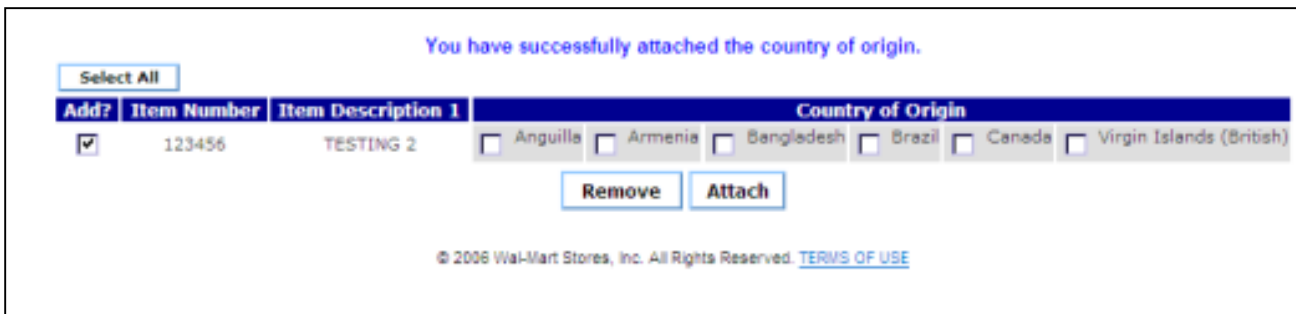 You have successfully attached the country of origin.
Select All
Add? Item Number Item Description 1 Country of Origin
123456 TESTING 2 Anguilla Armenia Bangladesh Brazil Canada Virgin Islands (British)
Remove Attach
© 2006 Wal-Mart Stores, Inc. All Rights Reserved. TERMS OF USE